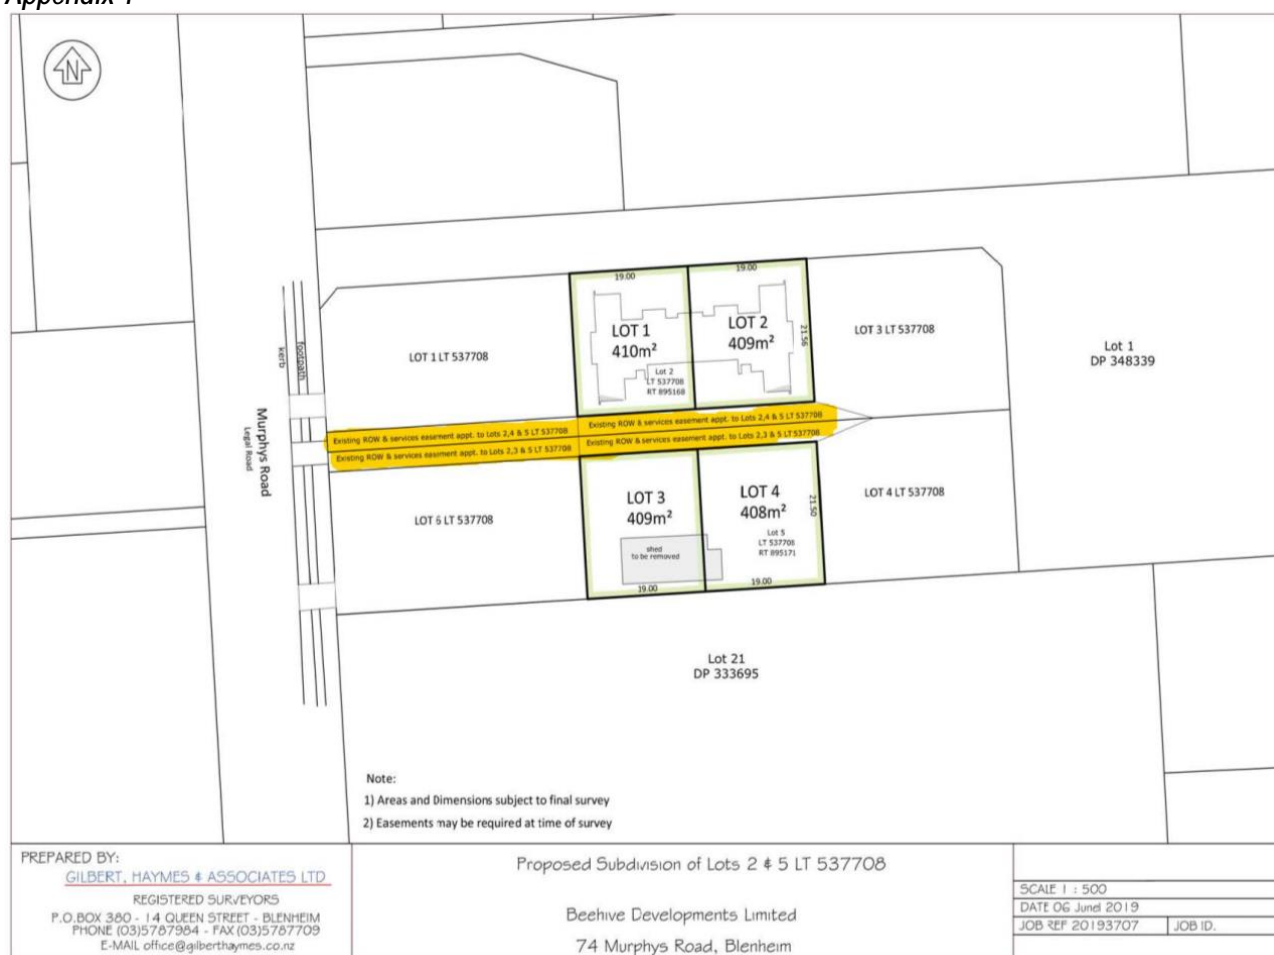 Appendix 1
N
19.00
19.00
LOT 1
410m²
LOT 2
409m²
21.56
LOT 1 LT 537708
LOT 3 LT 537708
Lot 1
DP 348339
Lot 2
LT 537708
RT 895168
kerb
footpath
Murphys Road
Legal Road
Existing ROW & services easement appt. to Lots 2,4 & 5 LT 537708
Existing ROW & services easement appt. to Lots 2,4 & 5 LT 537708
Existing ROW & services easement appt. to Lots 2,3 & 5 LT 537708
Existing ROW & services easement appt. to Lots 2,3 & 5 LT 537708
LOT 6 LT 537708
LOT 3
409m²
LOT 4
408m²
21.50
LOT 4 LT 537708
Lot 5
LT 537708
RT 895171
shed
to be removed
19.00
19.00
Lot 21
DP 333695
Note:
1) Areas and Dimensions subject to final survey
2) Easements may be required at time of survey
PREPARED BY:
GILBERT, HAYMES & ASSOCIATES LTD
REGISTERED SURVEYORS
P.O.BOX 380 - 14 QUEEN STREET - BLENHEIM
PHONE (03)5787984 - FAX (03)5787709
E-MAIL office@gilberthaymes.co.nz
Proposed Subdivision of Lots 2 & 5 LT 537708
Beehive Developments Limited
74 Murphys Road, Blenheim
SCALE 1 : 500
DATE 06 Junel 2019
JOB REF 20193707
JOB ID.